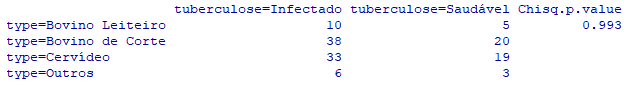 tuberculose=Infectado tuberculose=Saudável Chisq.p.value
type=Bovino Leiteiro 10 5 0.993
type=Bovino de Corte 38 20
type=Cervídeo 33 19
type=Outros 6 3